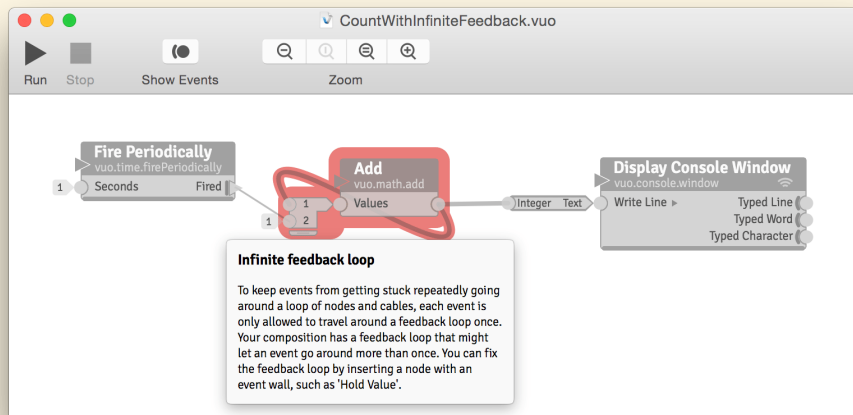 CountWithInfiniteFeedback.vuo
Run Stop Show Events Zoom
Fire Periodically
vuo.time.firePeriodically
1 Seconds Fired
Add
vuo.math.add
1 Values
1 2
Integer Text
Display Console Window
vuo.console.window
Write Line Typed Line
Typed Word
Typed Character
Infinite feedback loop
To keep events from getting stuck repeatedly going
around a loop of nodes and cables, each event is
only allowed to travel around a feedback loop once.
Your composition has a feedback loop that might
let an event go around more than once. You can fix
the feedback loop by inserting a node with an
event wall, such as 'Hold Value'.